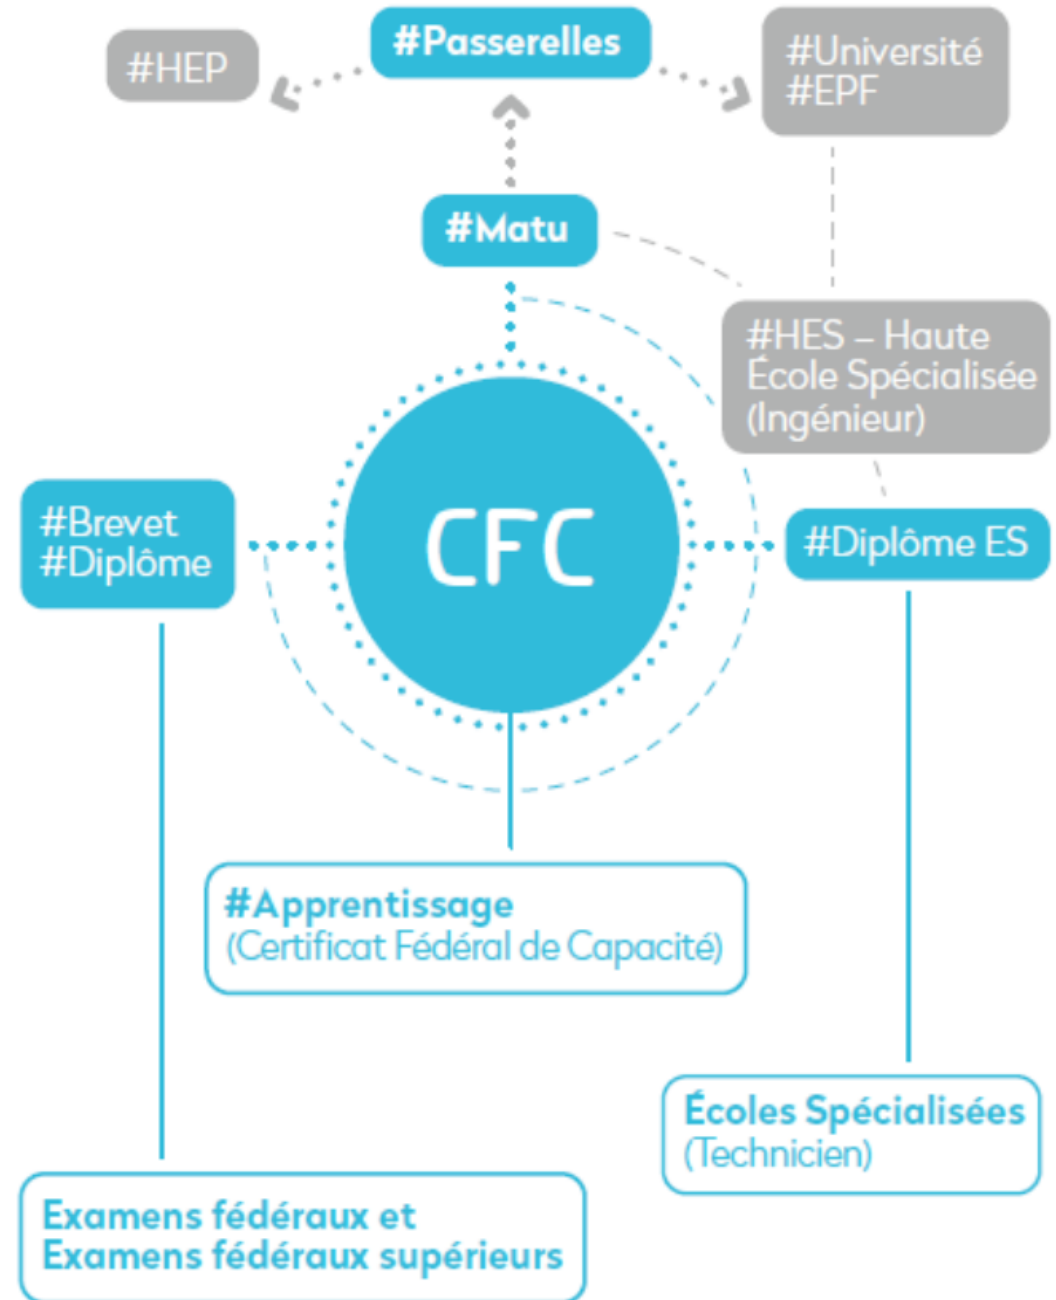 #Passerelles
#HEP
#Université
#EPF
#Matu
#HES – Haute
École Spécialisée
(Ingénieur)
CFC
#Brevet
#Diplôme
#Diplôme ES
#Apprentissage
(Certificat Fédéral de Capacité)
Écoles Spécialisées
(Technicien)
Examens fédéraux et
Examens fédéraux supérieurs